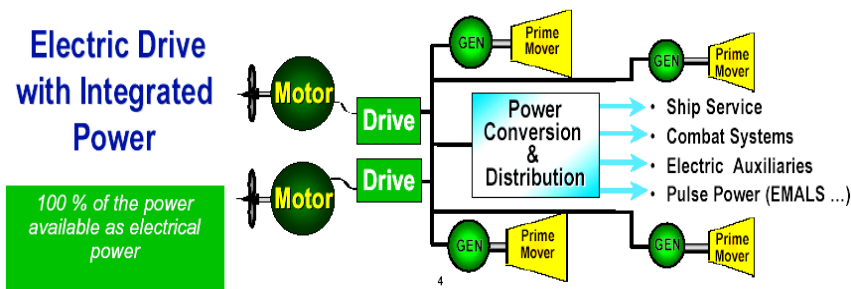 Electric Drive
with Integrated
Power
100 % of the power
available as electrical
power
Motor
Motor
Drive
Drive
GEN
Prime
Mover
GEN
Prime
Mover
Power
Conversion
&
Distribution
• Ship Service
• Combat Systems
• Electric Auxiliaries
• Pulse Power (EMALS ...)
GEN
Prime
Mover
GEN
Prime
Mover
4